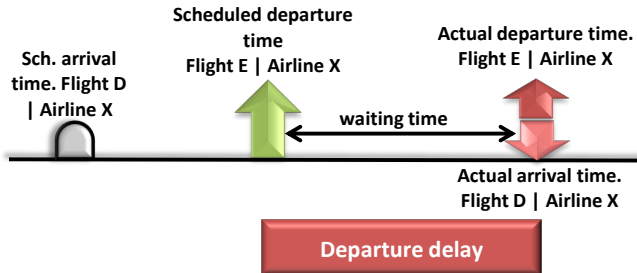 Sch. arrival
time. Flight D
| Airline X
Scheduled departure
time
Flight E | Airline X
Actual departure time.
Flight E | Airline X
waiting time
Actual arrival time.
Flight D | Airline X
Departure delay